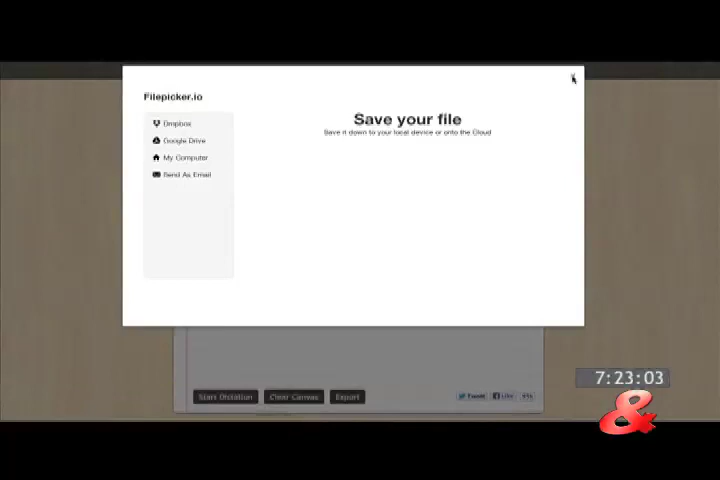 Filepicker.io
Save your file
Save it down to your local device or onto the Cloud
Dropbox
Google Drive
My Computer
Send As Email
Start Dictation
Clear Canvas
Export
Tweet
Like
7:23:03
&